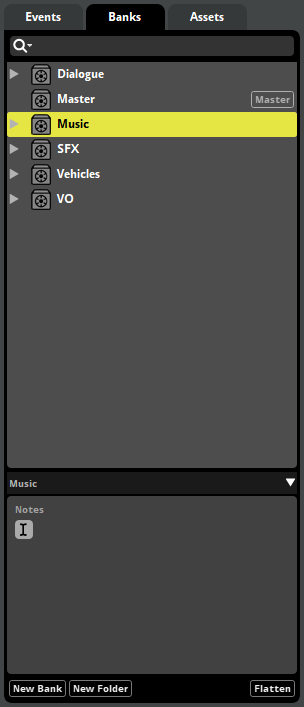 Events Banks Assets
Dialogue
Master Master
Music
SFX
Vehicles
VO
Music
Notes
New Bank New Folder Flatten